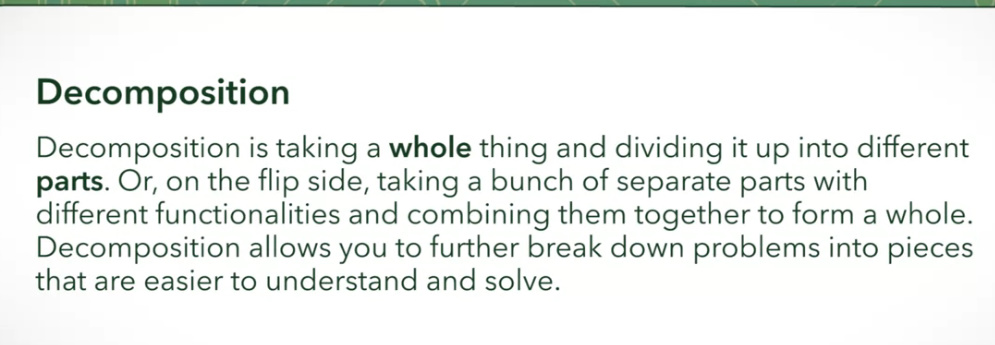 Decomposition
Decomposition is taking a whole thing and dividing it up into different
parts. Or, on the flip side, taking a bunch of separate parts with
different functionalities and combining them together to form a whole.
Decomposition allows you to further break down problems into pieces
that are easier to understand and solve.